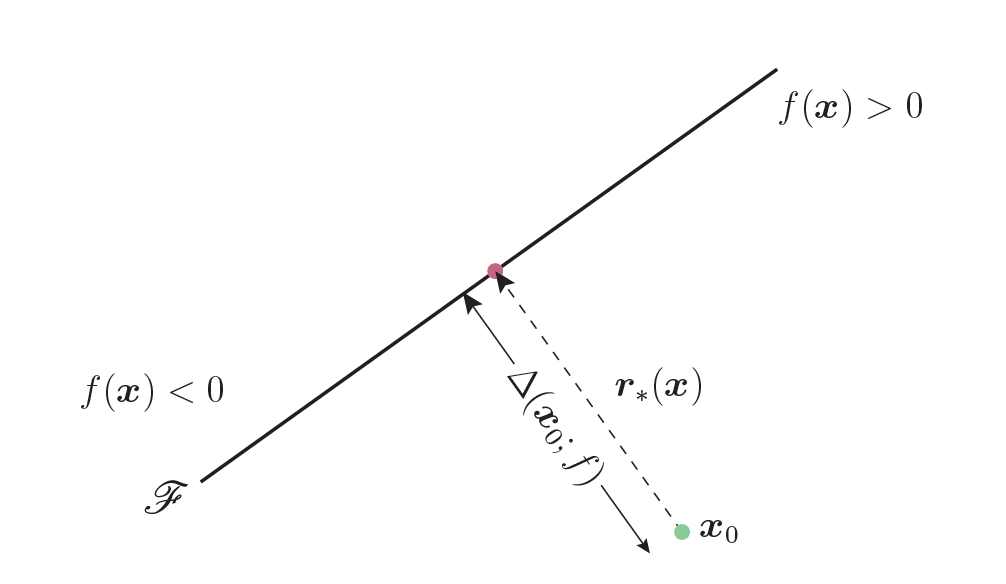 f(𝒙) > 0
f(𝒙) < 0
𝒓∗(𝒙)
Δ(𝒙₀; f)
ℱ
𝒙₀